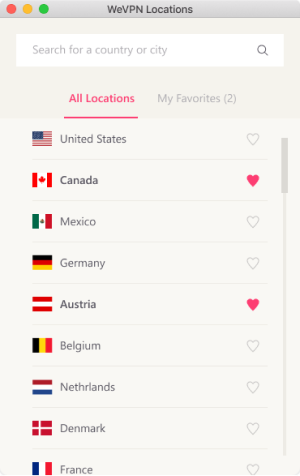 WeVPN Locations
Search for a country or city
All Locations My Favorites (2)
United States
Canada
Mexico
Germany
Austria
Belgium
Nethrlands
Denmark
France